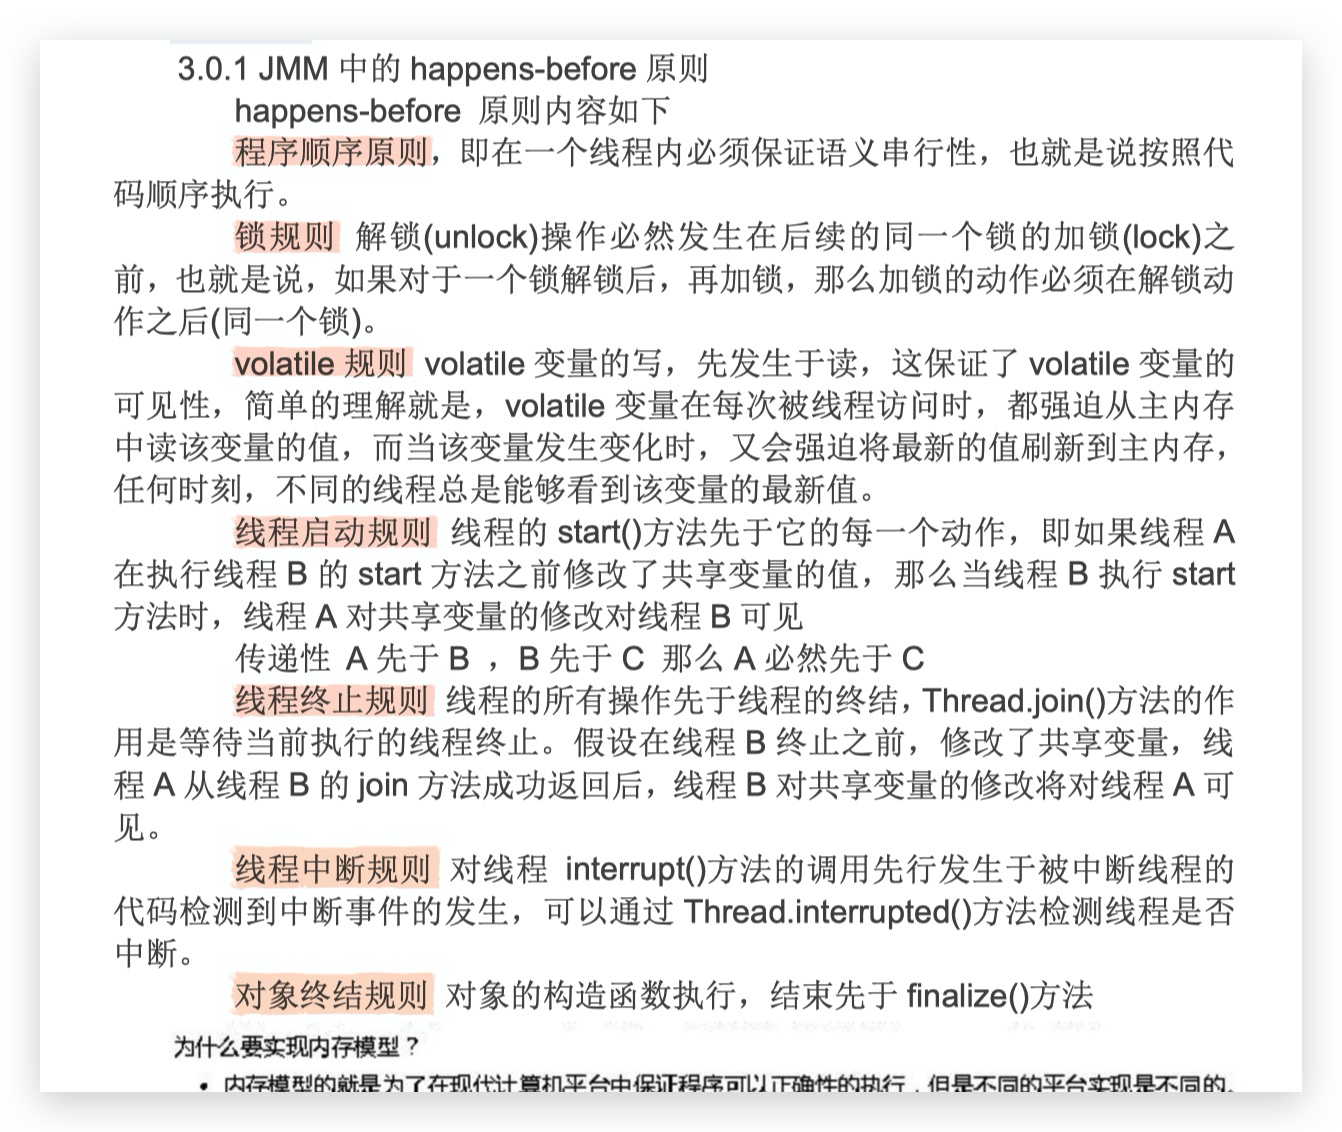 3.0.1 JMM 中的 happens-before 原则
happens-before 原则内容如下
程序顺序原则，即在一个线程内必须保证语义串行性，也就是说按照代
码顺序执行。
锁规则 解锁(unlock)操作必然发生在后续的同一个锁的加锁(lock)之
前，也就是说，如果对于一个锁解锁后，再加锁，那么加锁的动作必须在解锁动
作之后(同一个锁)。
volatile 规则 volatile 变量的写，先发生于读，这保证了 volatile 变量的
可见性，简单的理解就是，volatile 变量在每次被线程访问时，都强迫从主内存
中读该变量的值，而当该变量发生变化时，又会强迫将最新的值刷新到主内存，
任何时刻，不同的线程总是能够看到该变量的最新值。
线程启动规则 线程的 start()方法先于它的每一个动作，即如果线程 A
在执行线程 B 的 start 方法之前修改了共享变量的值，那么当线程 B 执行 start
方法时，线程 A 对共享变量的修改对线程 B 可见
传递性 A 先于 B ，B 先于 C 那么 A 必然先于 C
线程终止规则 线程的所有操作先于线程的终结，Thread.join()方法的作
用是等待当前执行的线程终止。假设在线程 B 终止之前，修改了共享变量，线
程 A 从线程 B 的 join 方法成功返回后，线程 B 对共享变量的修改将对线程 A 可
见。
线程中断规则 对线程 interrupt()方法的调用先行发生于被中断线程的
代码检测到中断事件的发生，可以通过 Thread.interrupted()方法检测线程是否
中断。
对象终结规则 对象的构造函数执行，结束先于 finalize()方法
为什么要实现内存模型？
• 内存模型的就是为了在现代计算机平台中保证程序可以正确性的执行，但是不同的平台实现是不同的。